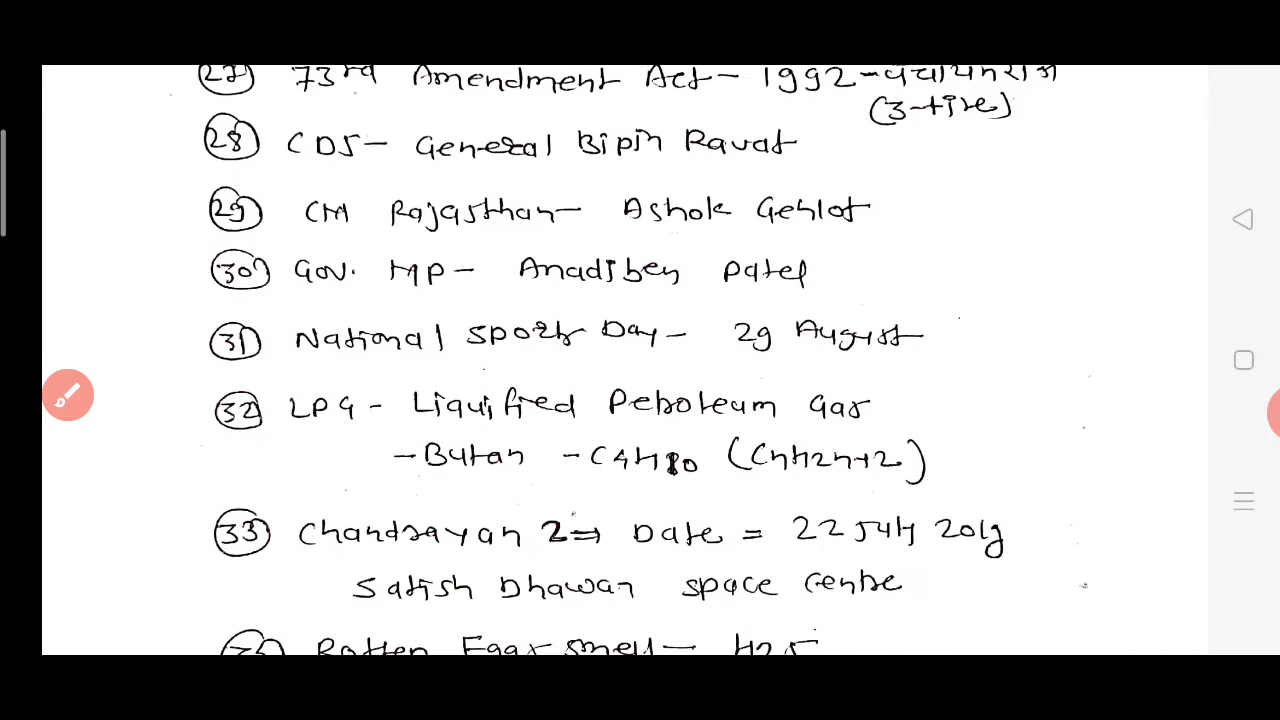 27 73rd Amendment Act - 1992 - पंचायतराज
(3-tire)
28 CDS - General Bipin Ravat
29 CM Rajasthan - Ashok Gehlot
30 Gov. MP - Anadiben Patel
31 National Sports Day - 29 August
32 LPG - Liquified Petroleum Gas
- Butan - C4H10 (CnH2n+2)
33 Chandrayan 2 ⇒ Date = 22 July 2019
Satish Dhawan space centre
Rotten Eggs smell - H2S